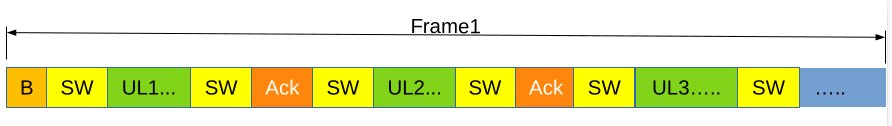 Frame1
B SW UL1... SW Ack SW UL2... SW Ack SW UL3..... SW .....